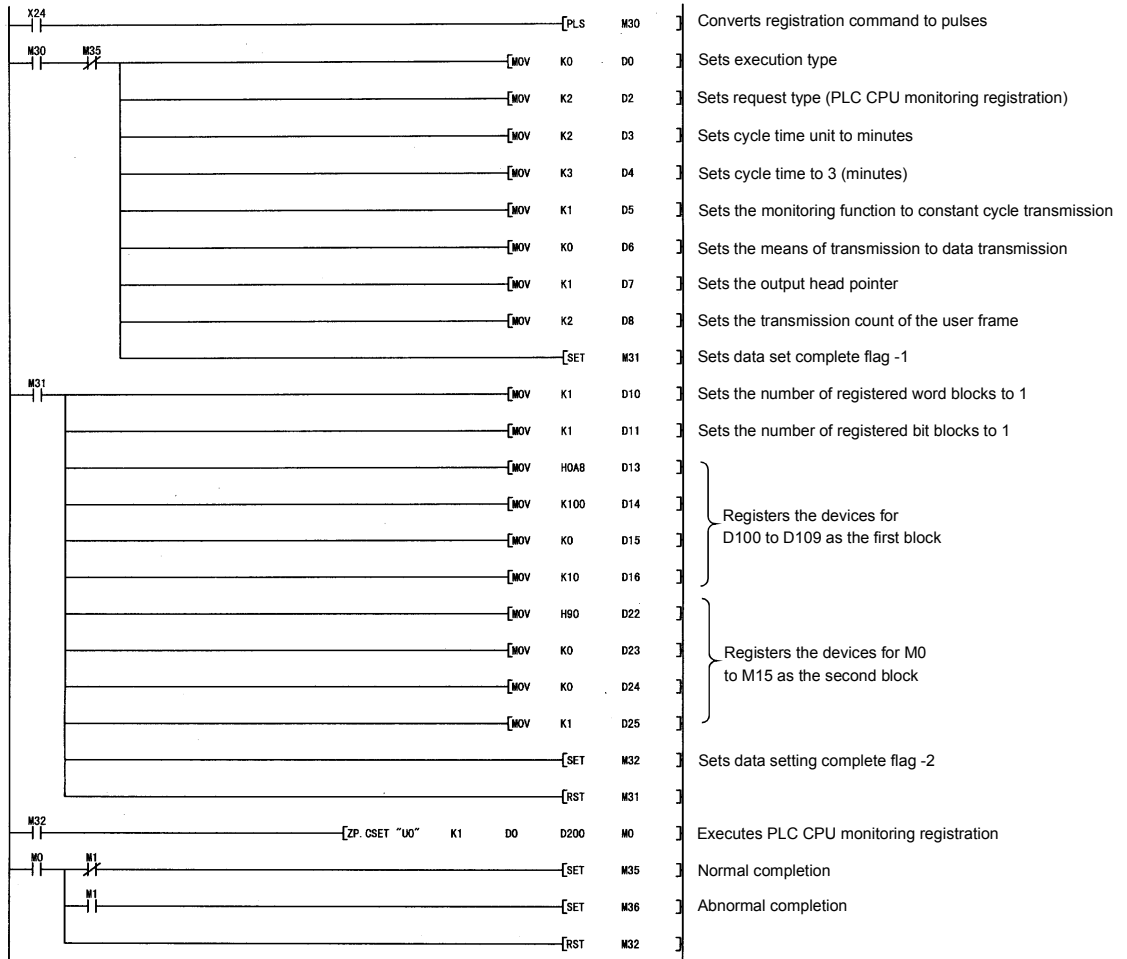 X24
[PLS M30 ] Converts registration command to pulses
M30 M35
[MOV K0 D0 ] Sets execution type
[MOV K2 D2 ] Sets request type (PLC CPU monitoring registration)
[MOV K2 D3 ] Sets cycle time unit to minutes
[MOV K3 D4 ] Sets cycle time to 3 (minutes)
[MOV K1 D5 ] Sets the monitoring function to constant cycle transmission
[MOV K0 D6 ] Sets the means of transmission to data transmission
[MOV K1 D7 ] Sets the output head pointer
[MOV K2 D8 ] Sets the transmission count of the user frame
[SET M31 ] Sets data set complete flag -1
M31
[MOV K1 D10 ] Sets the number of registered word blocks to 1
[MOV K1 D11 ] Sets the number of registered bit blocks to 1
[MOV H0A8 D13 ]
[MOV K100 D14 ]
Registers the devices for
D100 to D109 as the first block
[MOV K0 D15 ]
[MOV K10 D16 ]
[MOV H90 D22 ]
[MOV K0 D23 ]
Registers the devices for M0
to M15 as the second block
[MOV K0 D24 ]
[MOV K1 D25 ]
[SET M32 ] Sets data setting complete flag -2
[RST M31 ]
M32
[ZP.CSET "U0" K1 D0 D200 M0 ] Executes PLC CPU monitoring registration
M0 M1
[SET M35 ] Normal completion
M1
[SET M36 ] Abnormal completion
[RST M32 ]